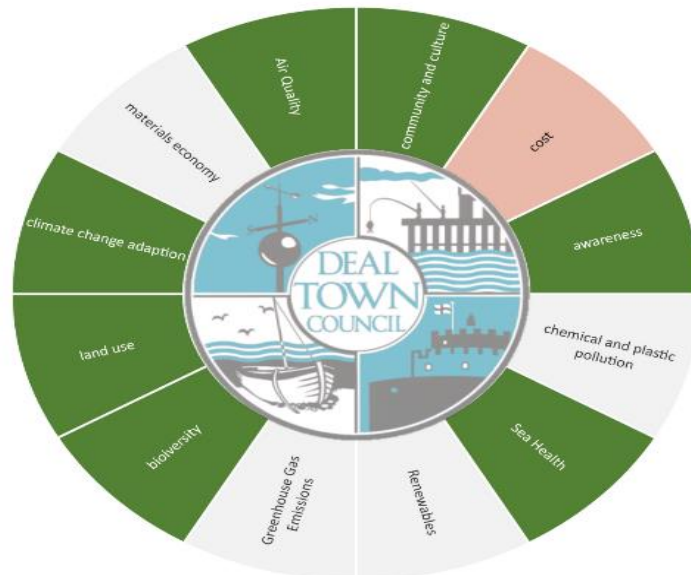 Air Quality
community and culture
cost
awareness
chemical and plastic
pollution
Sea Health
Renewables
Greenhouse Gas
Emissions
bioiversity
land use
climate change adaption
materials economy
DEAL
TOWN
COUNCIL